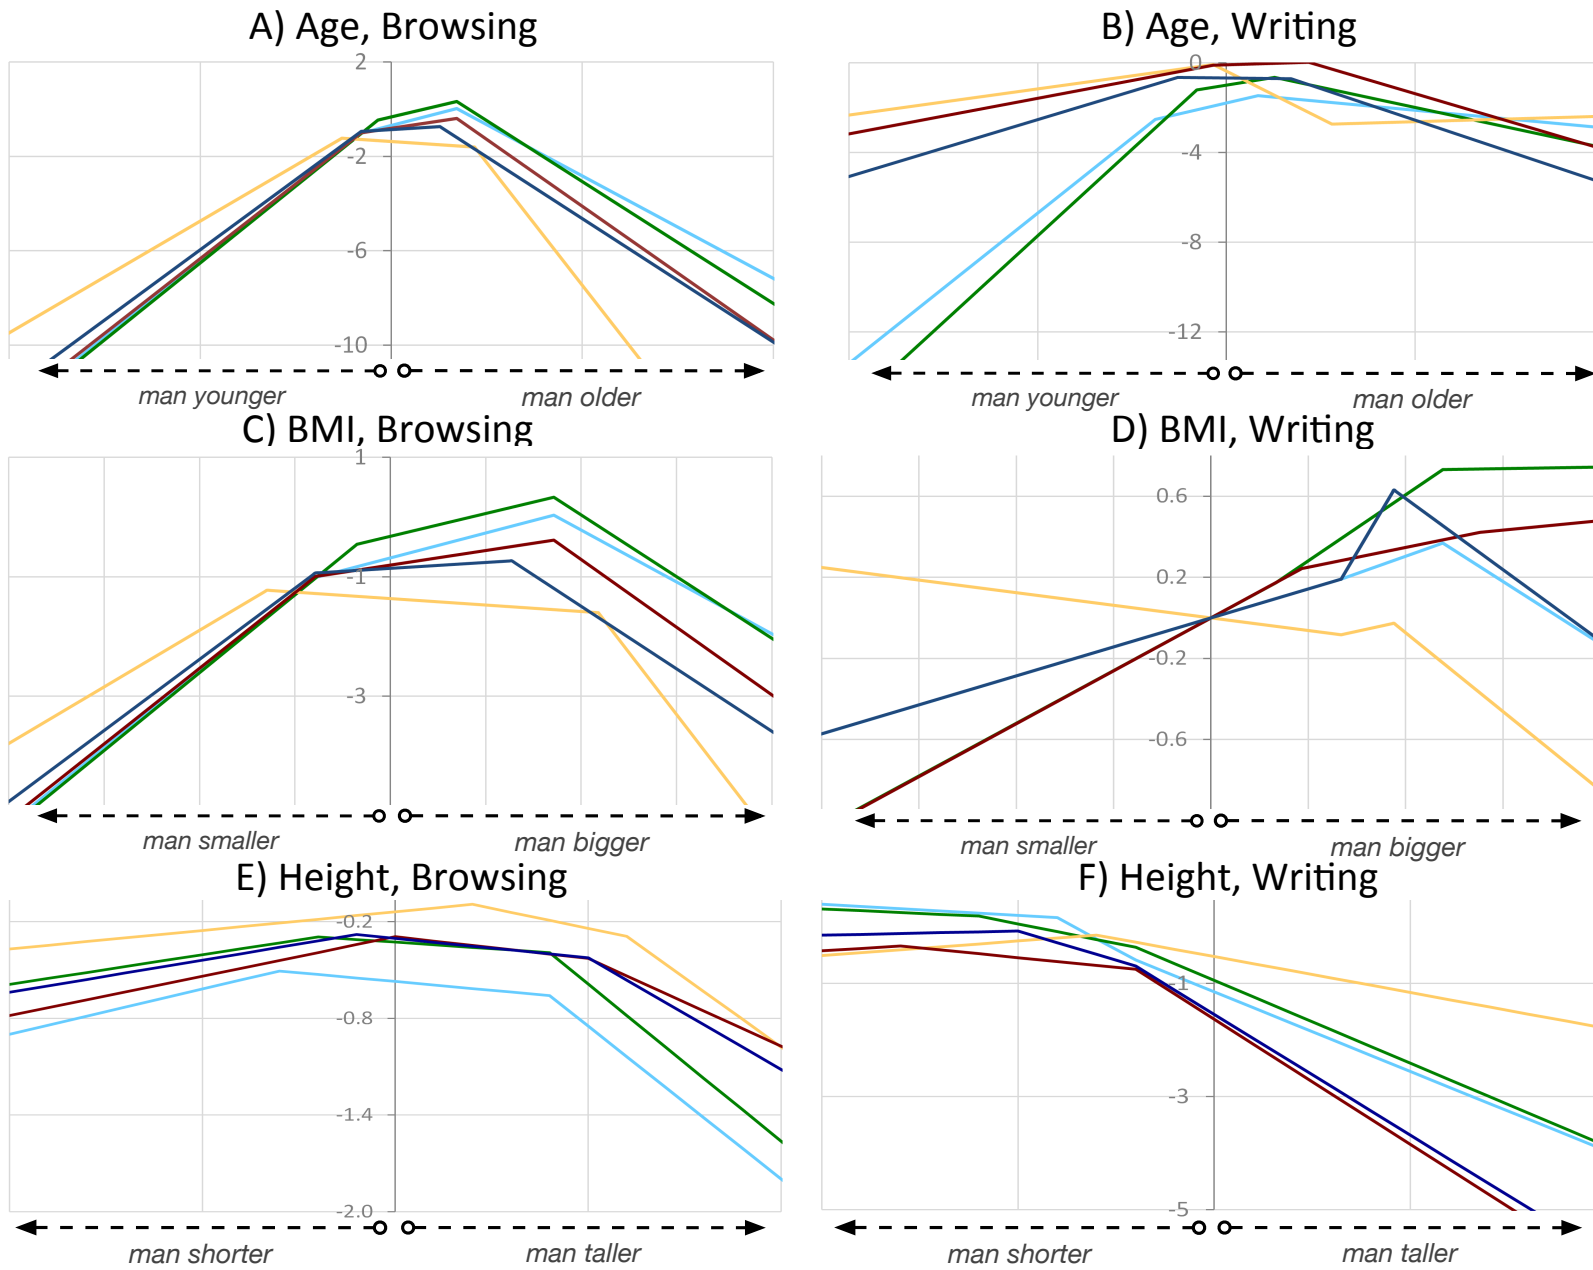 A) Age, Browsing
2
-2
-6
-10
man younger man older
B) Age, Writing
0
-4
-8
-12
man younger man older
C) BMI, Browsing
1
-1
-3
man smaller man bigger
D) BMI, Writing
0.6
0.2
-0.2
-0.6
man smaller man bigger
E) Height, Browsing
-0.2
-0.8
-1.4
-2.0
man shorter man taller
F) Height, Writing
-1
-3
-5
man shorter man taller